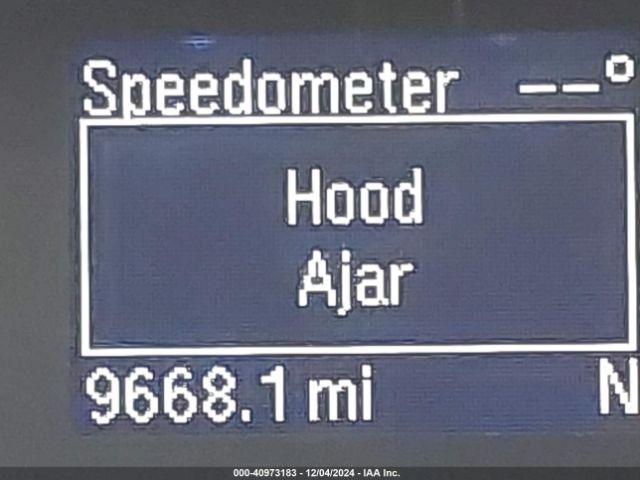 Speedometer --°
Hood
Ajar
9668.1 mi N
000-40973183 - 12/04/2024 - IAA Inc.